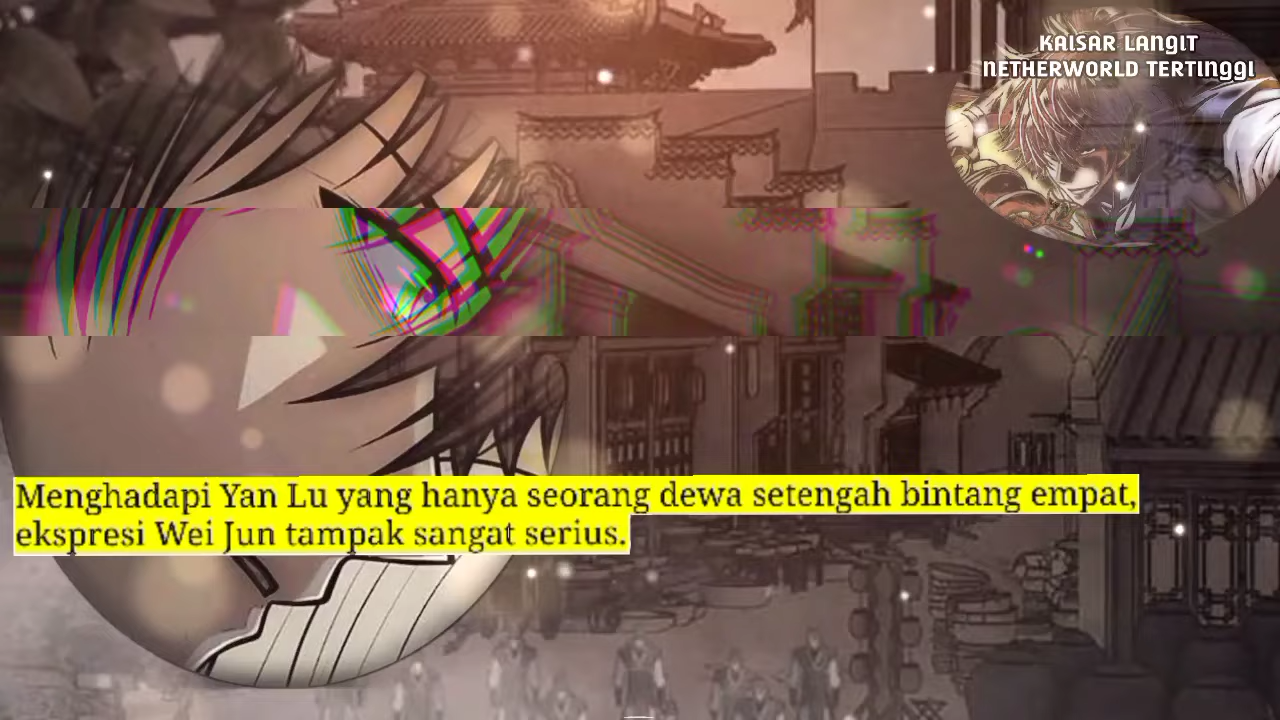 KAISAR LANGIT
NETHERWORLD TERTINGGI
Menghadapi Yan Lu yang hanya seorang dewa setengah bintang empat,
ekspresi Wei Jun tampak sangat serius.